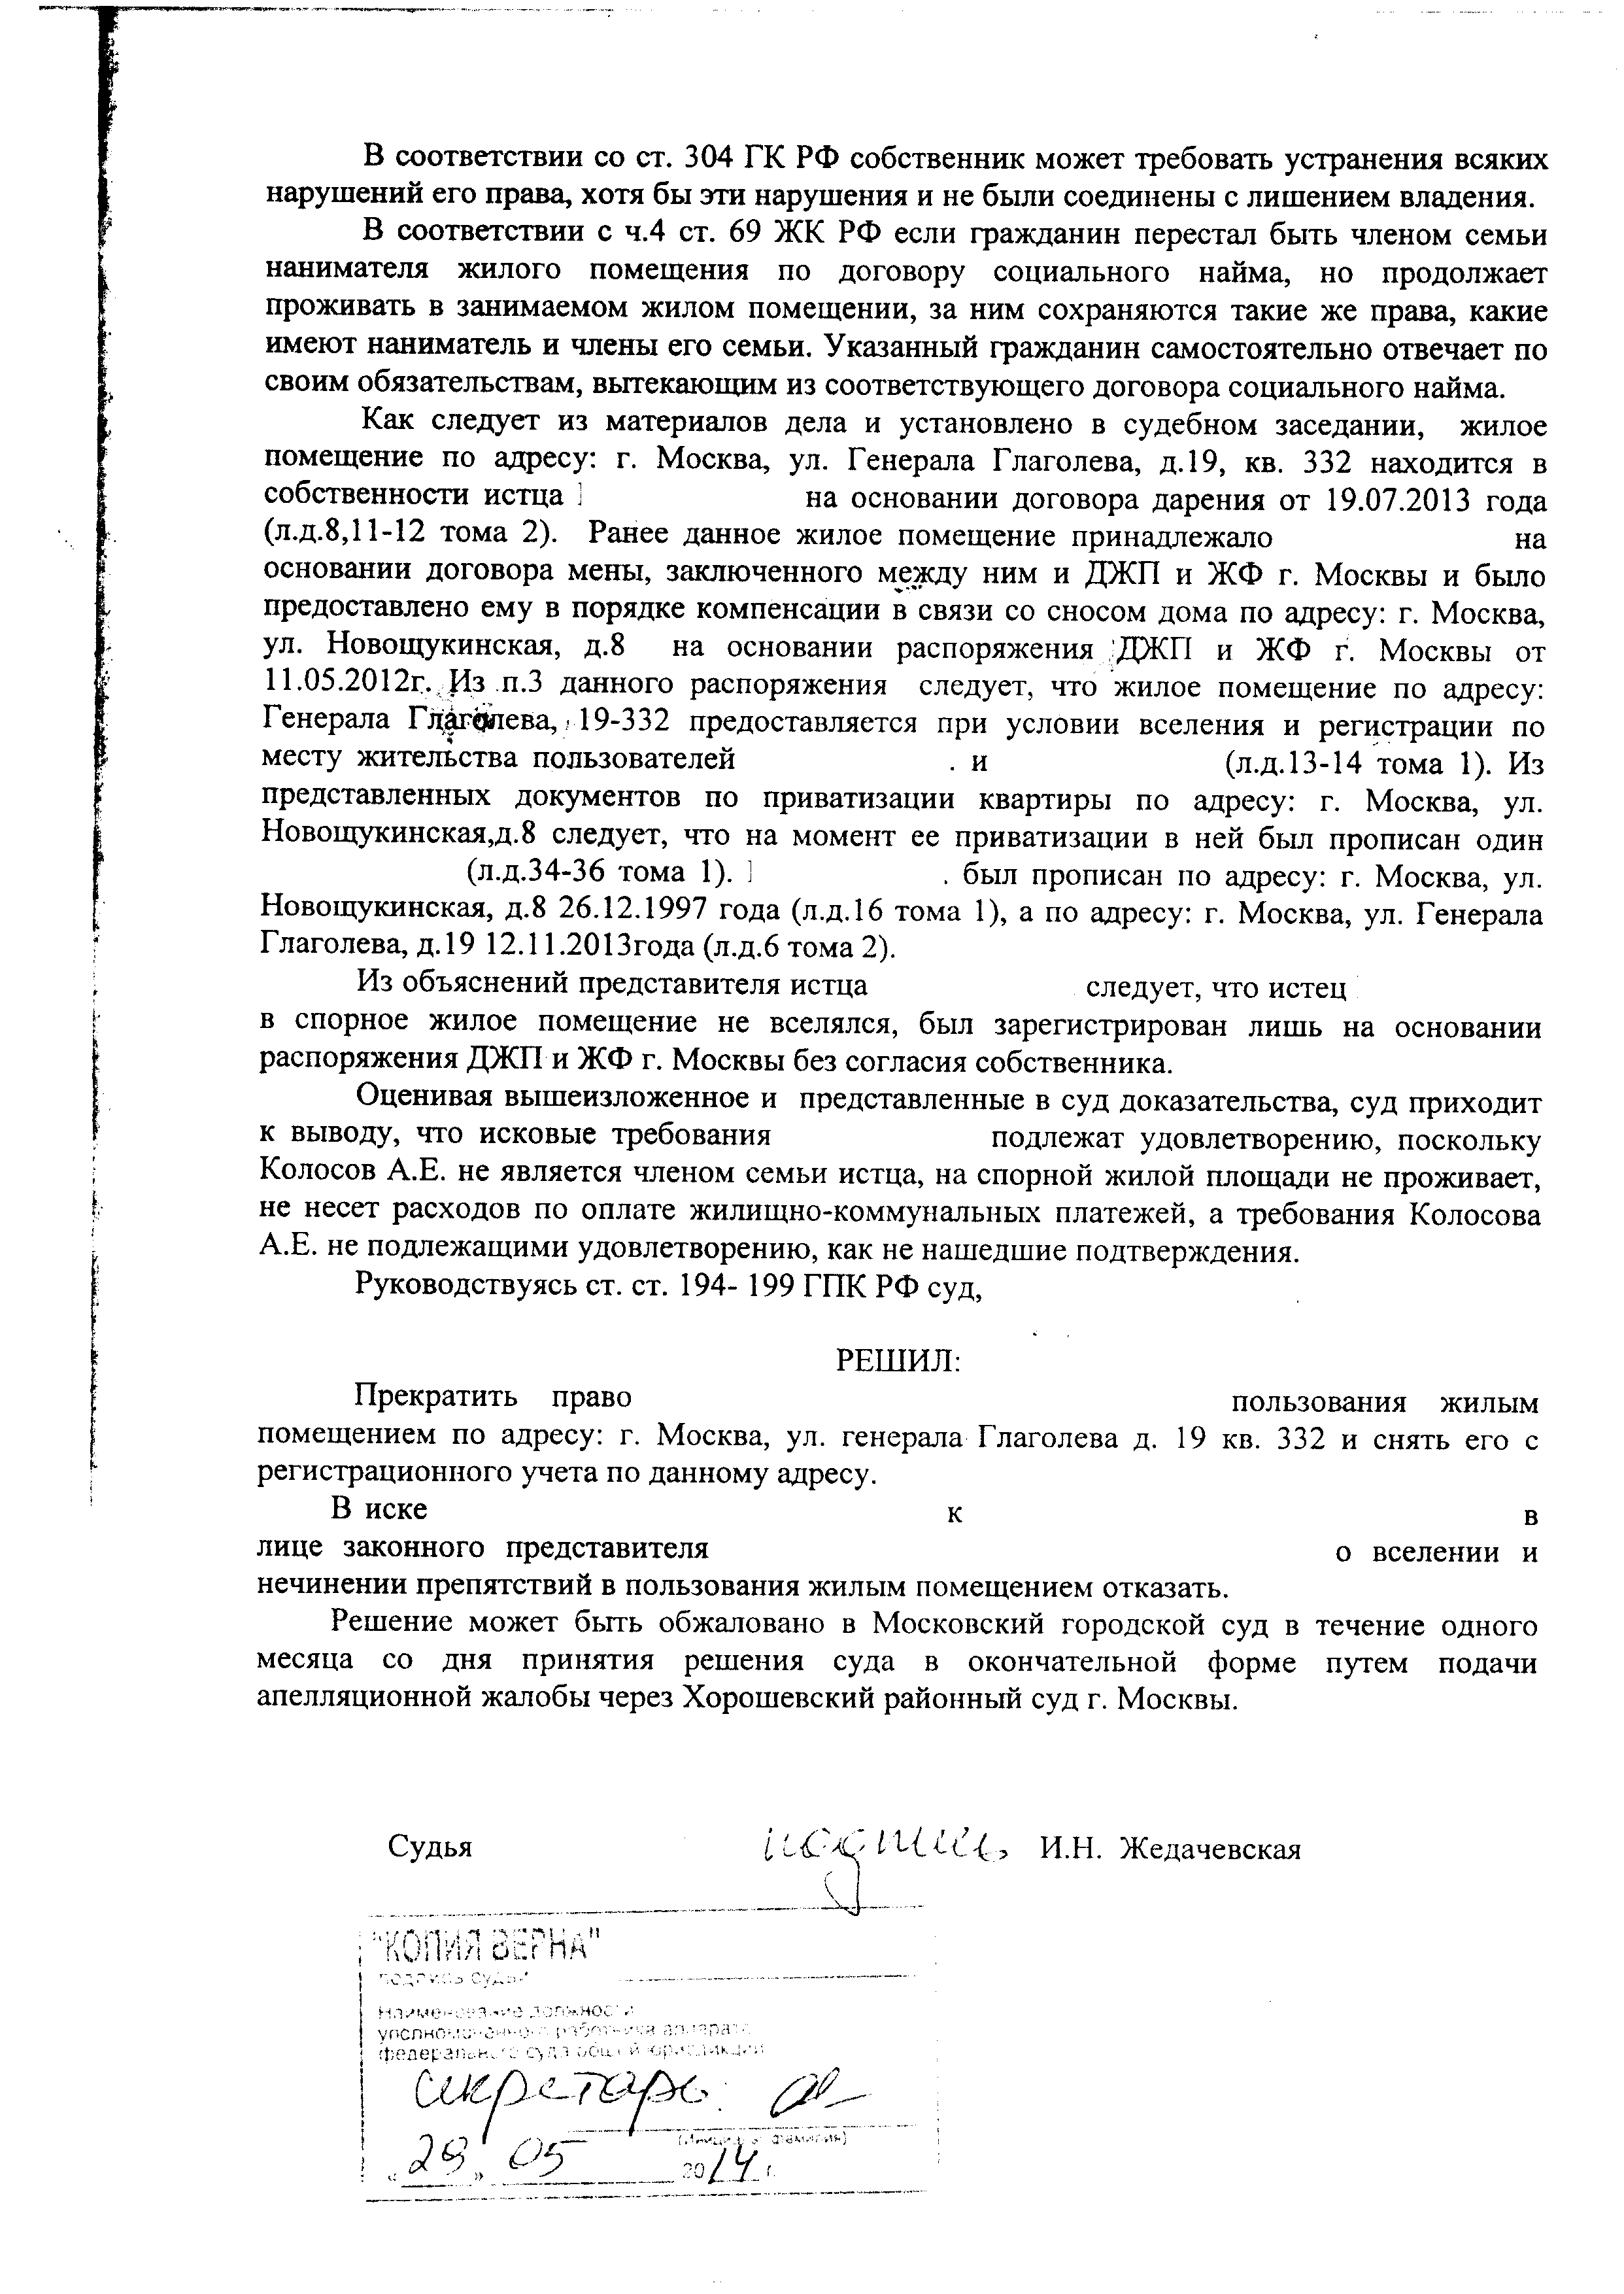 В соответствии со ст. 304 ГК РФ собственник может требовать устранения всяких
нарушений его права, хотя бы эти нарушения и не были соединены с лишением владения.
В соответствии с ч.4 ст. 69 ЖК РФ если гражданин перестал быть членом семьи
нанимателя жилого помещения по договору социального найма, но продолжает
проживать в занимаемом жилом помещении, за ним сохраняются такие же права, какие
имеют наниматель и члены его семьи. Указанный гражданин самостоятельно отвечает по
своим обязательствам, вытекающим из соответствующего договора социального найма.
Как следует из материалов дела и установлено в судебном заседании, жилое
помещение по адресу: г. Москва, ул. Генерала Глаголева, д.19, кв. 332 находится в
собственности истца на основании договора дарения от 19.07.2013 года
(л.д.8,11-12 тома 2). Ранее данное жилое помещение принадлежало на
основании договора мены, заключенного между ним и ДЖП и ЖФ г. Москвы и было
предоставлено ему в порядке компенсации в связи со сносом дома по адресу: г. Москва,
ул. Новощукинская, д.8 на основании распоряжения ДЖП и ЖФ г. Москвы от
11.05.2012г. Из п.3 данного распоряжения следует, что жилое помещение по адресу:
Генерала Глаголева, 19-332 предоставляется при условии вселения и регистрации по
месту жительства пользователей . и (л.д.13-14 тома 1). Из
представленных документов по приватизации квартиры по адресу: г. Москва, ул.
Новощукинская,д.8 следует, что на момент ее приватизации в ней был прописан один
(л.д.34-36 тома 1). . был прописан по адресу: г. Москва, ул.
Новощукинская, д.8 26.12.1997 года (л.д.16 тома 1), а по адресу: г. Москва, ул. Генерала
Глаголева, д.19 12.11.2013года (л.д.6 тома 2).
Из объяснений представителя истца следует, что истец
в спорное жилое помещение не вселялся, был зарегистрирован лишь на основании
распоряжения ДЖП и ЖФ г. Москвы без согласия собственника.
Оценивая вышеизложенное и представленные в суд доказательства, суд приходит
к выводу, что исковые требования подлежат удовлетворению, поскольку
Колосов А.Е. не является членом семьи истца, на спорной жилой площади не проживает,
не несет расходов по оплате жилищно-коммунальных платежей, а требования Колосова
А.Е. не подлежащими удовлетворению, как не нашедшие подтверждения.
Руководствуясь ст. ст. 194- 199 ГПК РФ суд,
РЕШИЛ:
Прекратить право пользования жилым
помещением по адресу: г. Москва, ул. генерала Глаголева д. 19 кв. 332 и снять его с
регистрационного учета по данному адресу.
В иске к в
лице законного представителя о вселении и
нечинении препятствий в пользования жилым помещением отказать.
Решение может быть обжаловано в Московский городской суд в течение одного
месяца со дня принятия решения суда в окончательной форме путем подачи
апелляционной жалобы через Хорошевский районный суд г. Москвы.
Судья подпись И.Н. Жедачевская
"КОПИЯ ВЕРНА"
подпись судьи
Наименование должности
уполномоченного работника аппарата
федерального суда общей юрисдикции
секретарь
(Инициалы, фамилия)
« 29 » 05 2014 г.